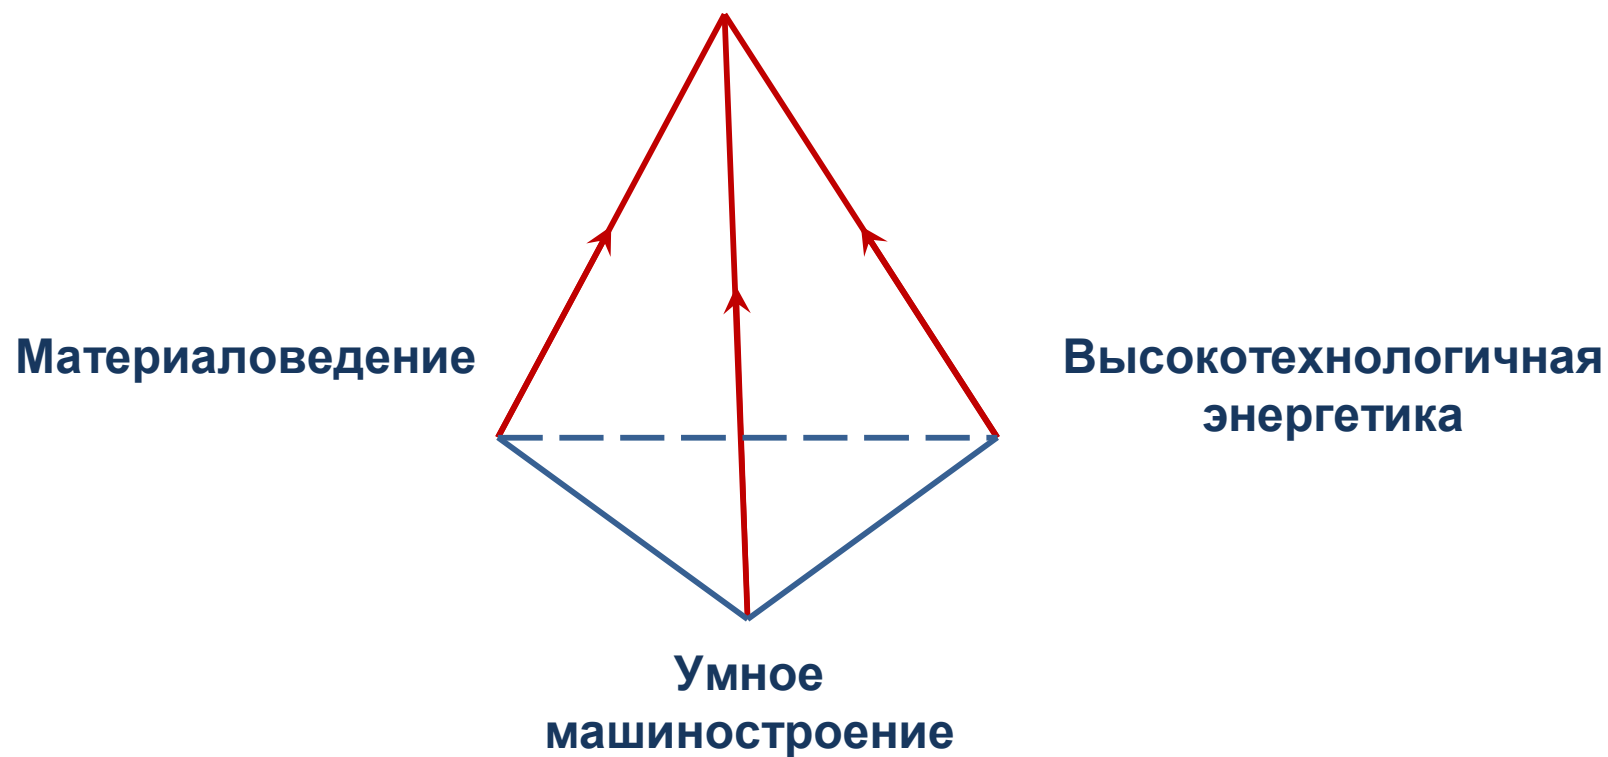 Материаловедение
Высокотехнологичная
энергетика
Умное
машиностроение